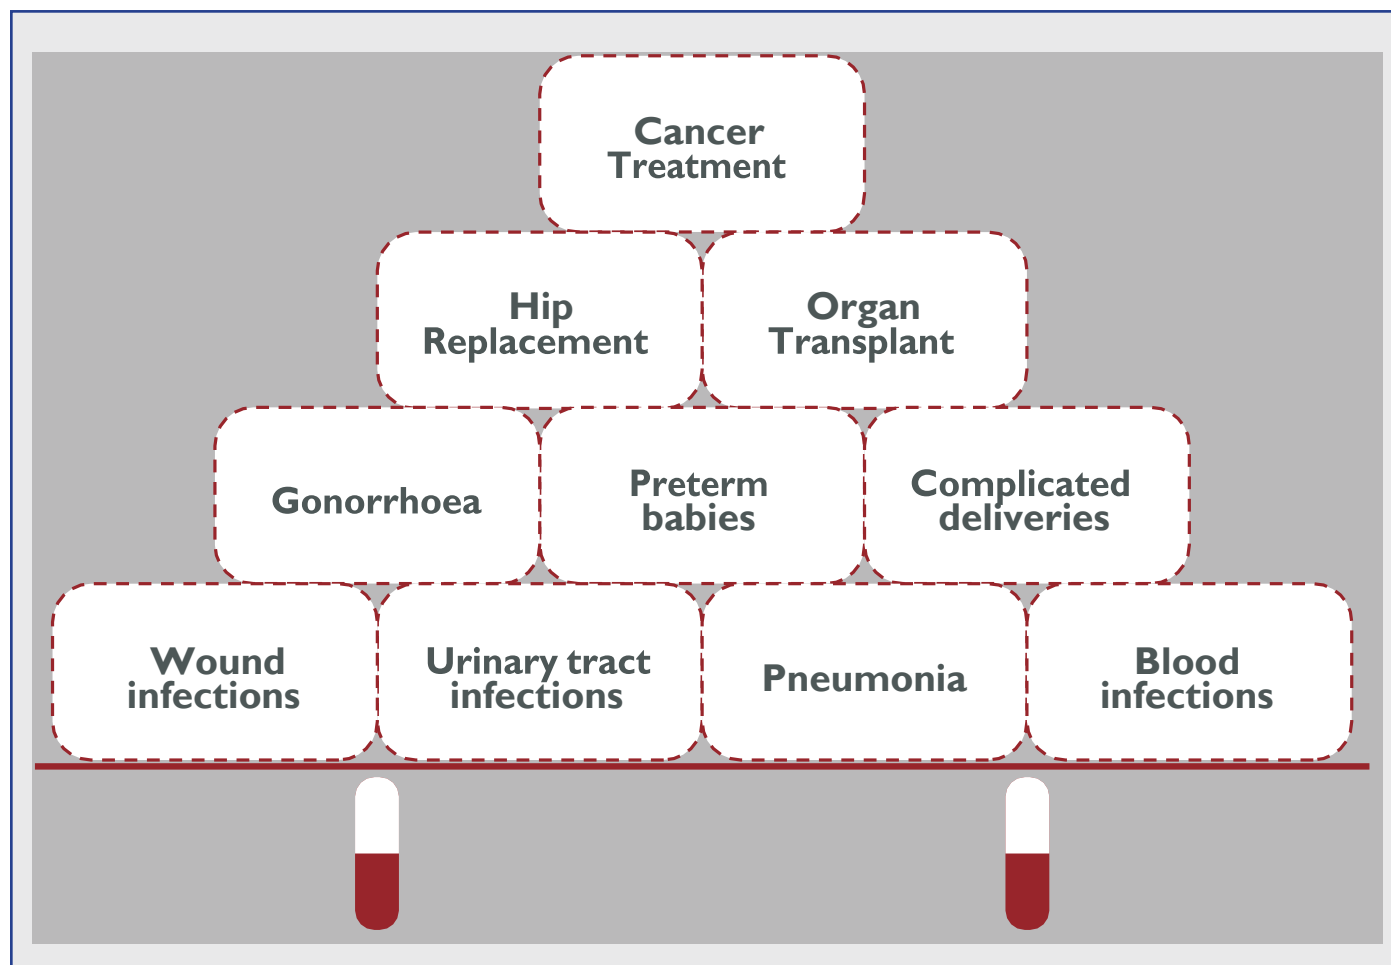 Cancer
Treatment
Hip
Replacement
Organ
Transplant
Gonorrhoea
Preterm
babies
Complicated
deliveries
Wound
infections
Urinary tract
infections
Pneumonia
Blood
infections